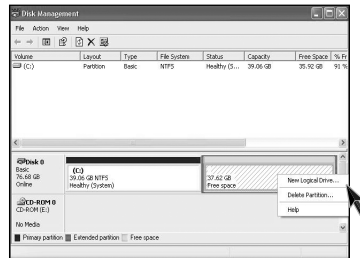 Disk Management
File Action View Help
Volume Layout Type File System Status Capacity Free Space % Fr
(C:) Partition Basic NTFS Healthy (S... 39.06 GB 35.92 GB 91 %
Disk 0
Basic
76.68 GB
Online
(C:)
39.06 GB NTFS
Healthy (System)
37.62 GB
Free space
New Logical Drive...
Delete Partition...
Help
CD-ROM 0
CD-ROM (E:)
No Media
Primary partition Extended partition Free space